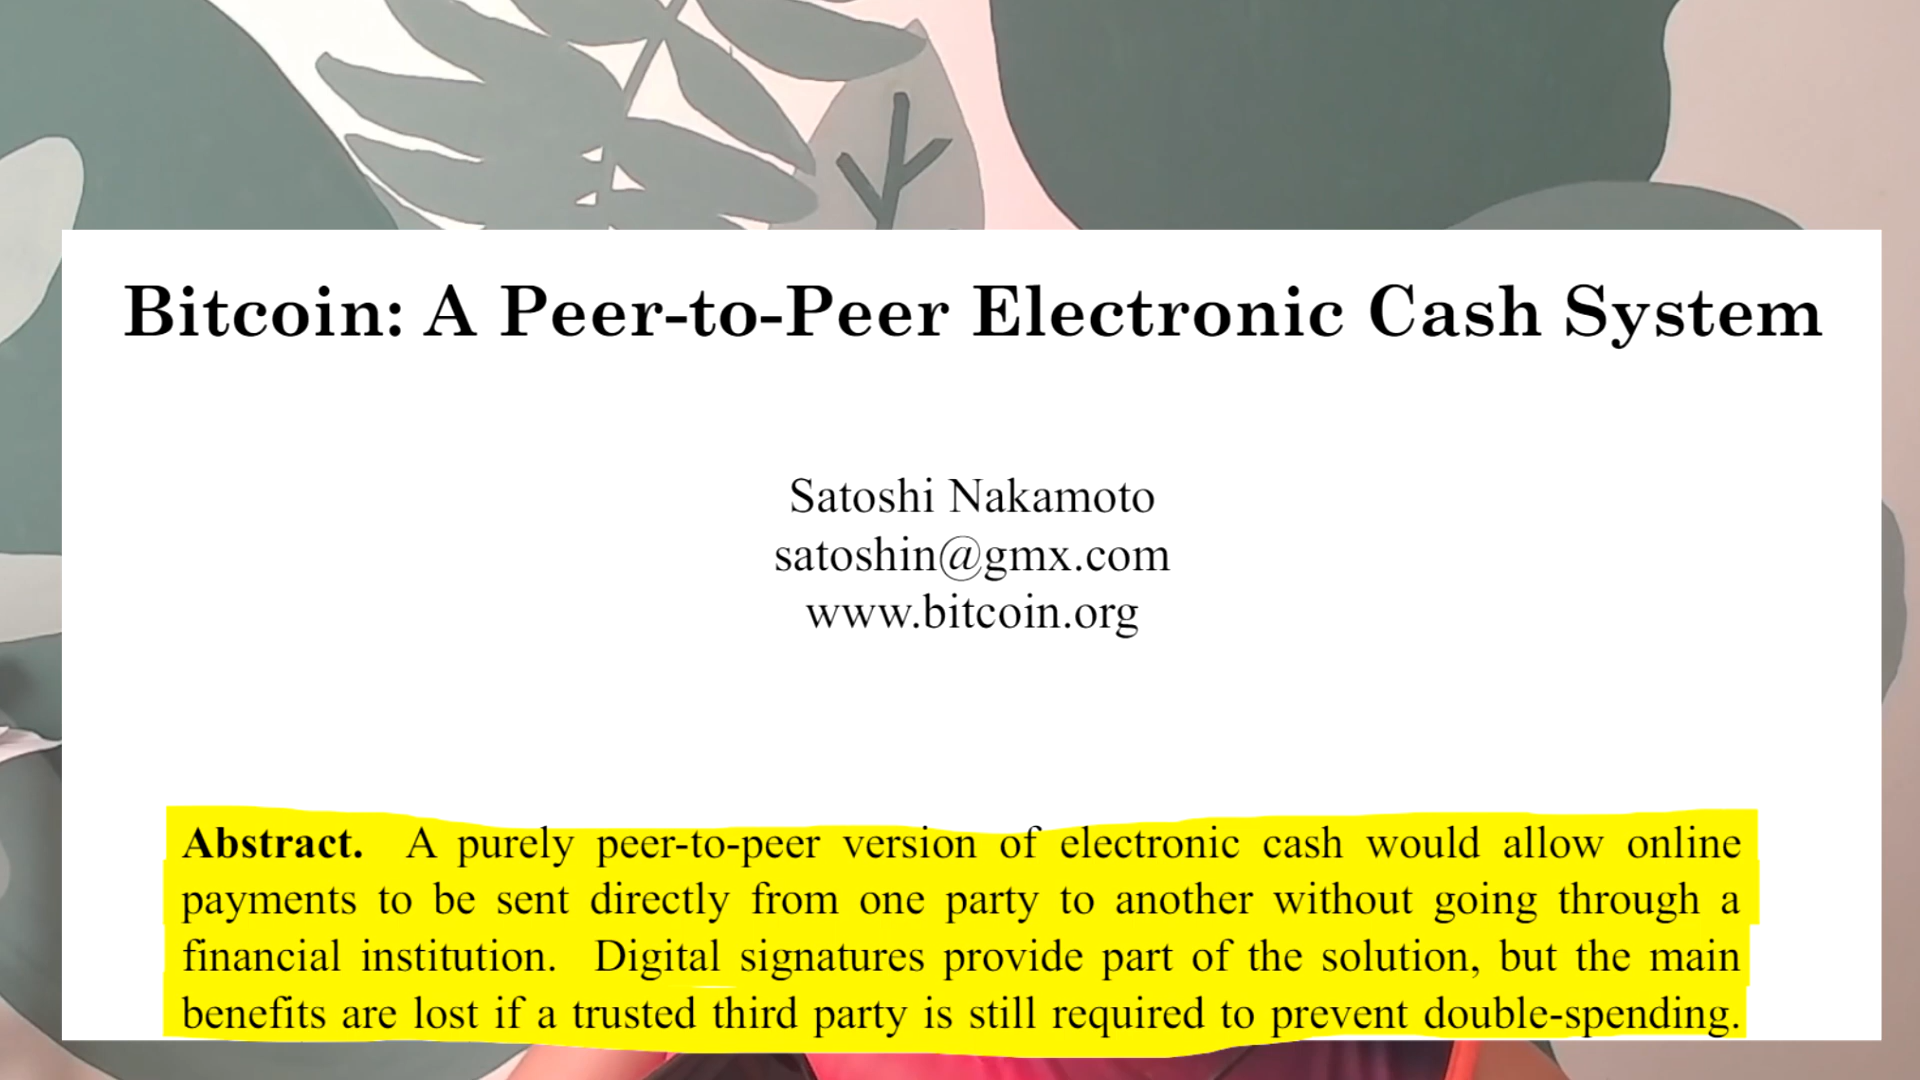 Bitcoin: A Peer-to-Peer Electronic Cash System
Satoshi Nakamoto
satoshin@gmx.com
www.bitcoin.org
Abstract. A purely peer-to-peer version of electronic cash would allow online
payments to be sent directly from one party to another without going through a
financial institution. Digital signatures provide part of the solution, but the main
benefits are lost if a trusted third party is still required to prevent double-spending.